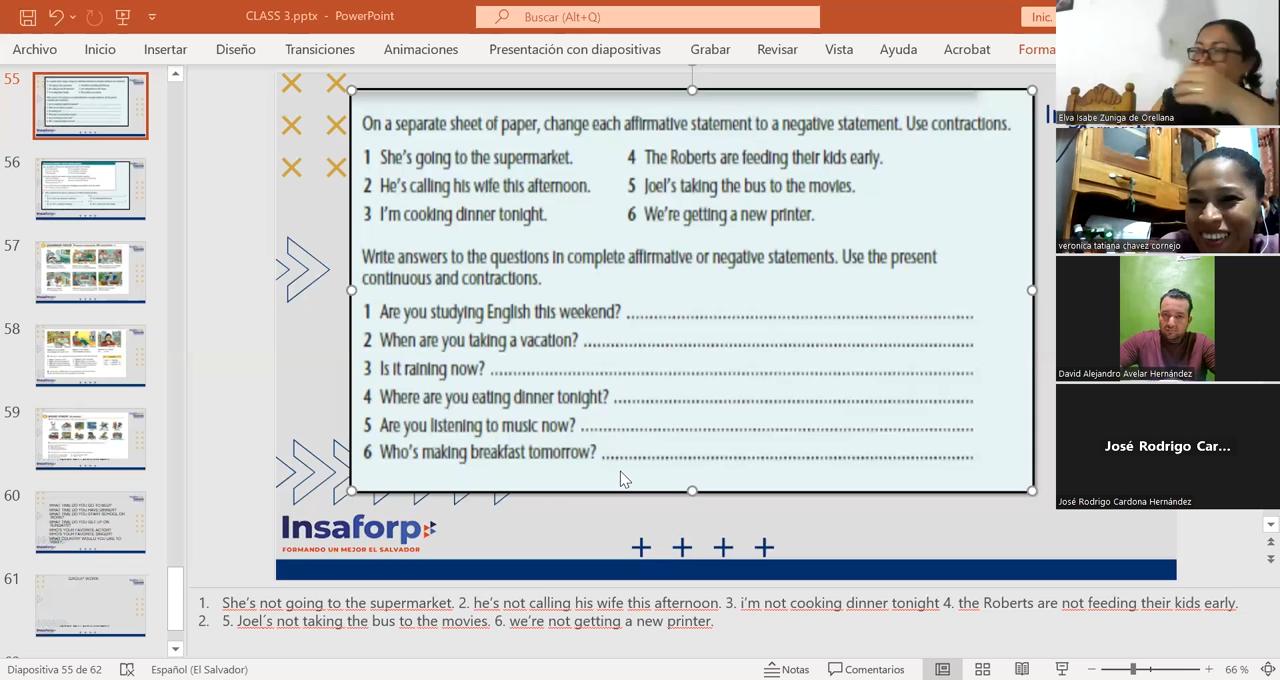 CLASS 3.pptx - PowerPoint
Buscar (Alt+Q)
Inic.
Archivo Inicio Insertar Diseño Transiciones Animaciones Presentación con diapositivas Grabar Revisar Vista Ayuda Acrobat Forma
55
56
57
58
59
60
61
On a separate sheet of paper, change each affirmative statement to a negative statement. Use contractions.
1 She's going to the supermarket.
2 He's calling his wife this afternoon.
3 I'm cooking dinner tonight.
4 The Roberts are feeding their kids early.
5 Joel's taking the bus to the movies.
6 We're getting a new printer.
Write answers to the questions in complete affirmative or negative statements. Use the present
continuous and contractions.
1 Are you studying English this weekend?
2 When are you taking a vacation?
3 Is it raining now?
4 Where are you eating dinner tonight?
5 Are you listening to music now?
6 Who's making breakfast tomorrow?
Insaforp
FORMANDO UN MEJOR EL SALVADOR
1. She's not going to the supermarket. 2. he's not calling his wife this afternoon. 3. i'm not cooking dinner tonight 4. the Roberts are not feeding their kids early.
2. 5. Joel´s not taking the bus to the movies. 6. we're not getting a new printer.
Elva Isabe Zuniga de Orellana
veronica tatiana chavez cornejo
David Alejandro Avelar Hernández
José Rodrigo Car...
José Rodrigo Cardona Hernández
Diapositiva 55 de 62
Español (El Salvador)
Notas
Comentarios
66 %